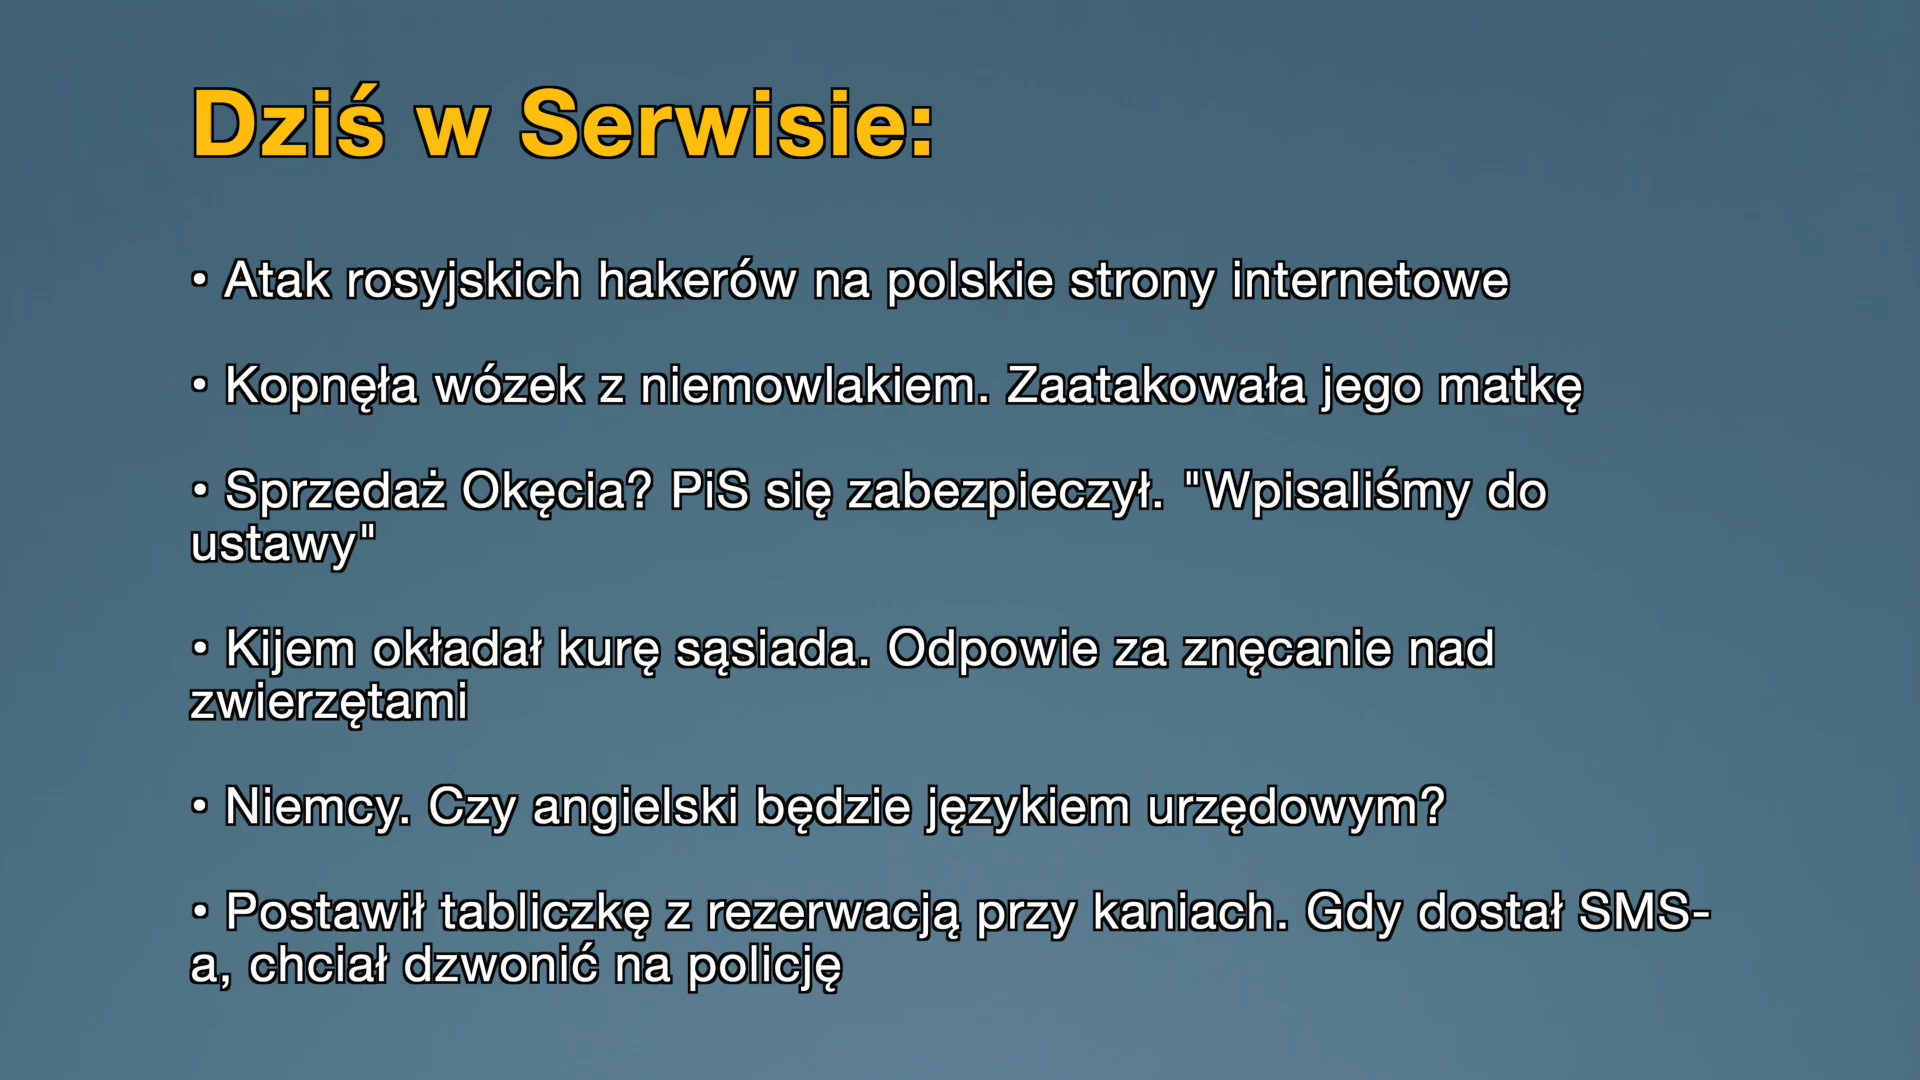 Dziś w Serwisie:
• Atak rosyjskich hakerów na polskie strony internetowe
• Kopnęła wózek z niemowlakiem. Zaatakowała jego matkę
• Sprzedaż Okęcia? PiS się zabezpieczył. "Wpisaliśmy do
ustawy"
• Kijem okładał kurę sąsiada. Odpowie za znęcanie nad
zwierzętami
• Niemcy. Czy angielski będzie językiem urzędowym?
• Postawił tabliczkę z rezerwacją przy kaniach. Gdy dostał SMS-
a, chciał dzwonić na policję